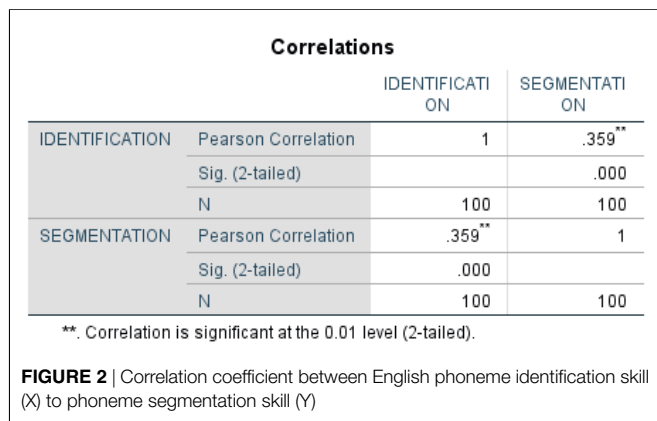 Correlations
IDENTIFICATI ON SEGMENTATI ON
IDENTIFICATION Pearson Correlation 1 .359**
Sig. (2-tailed) .000
N 100 100
SEGMENTATION Pearson Correlation .359** 1
Sig. (2-tailed) .000
N 100 100
**. Correlation is significant at the 0.01 level (2-tailed).
FIGURE 2 | Correlation coefficient between English phoneme identification skill
(X) to phoneme segmentation skill (Y)